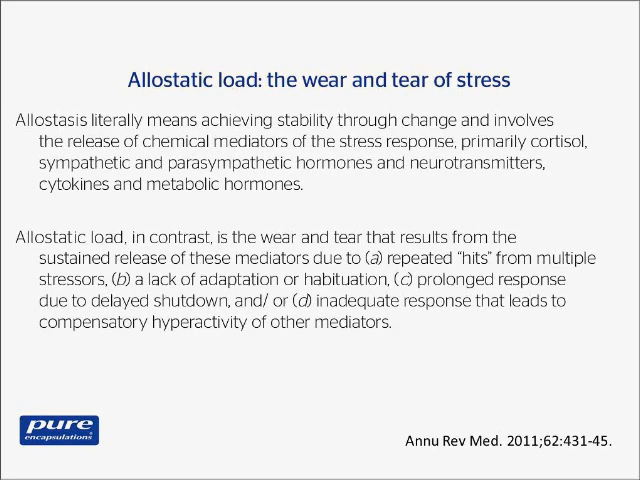 Allostatic load: the wear and tear of stress
Allostasis literally means achieving stability through change and involves
the release of chemical mediators of the stress response, primarily cortisol,
sympathetic and parasympathetic hormones and neurotransmitters,
cytokines and metabolic hormones.
Allostatic load, in contrast, is the wear and tear that results from the
sustained release of these mediators due to (a) repeated “hits” from multiple
stressors, (b) a lack of adaptation or habituation, (c) prolonged response
due to delayed shutdown, and/ or (d) inadequate response that leads to
compensatory hyperactivity of other mediators.
pure
encapsulations®
Annu Rev Med. 2011;62:431-45.